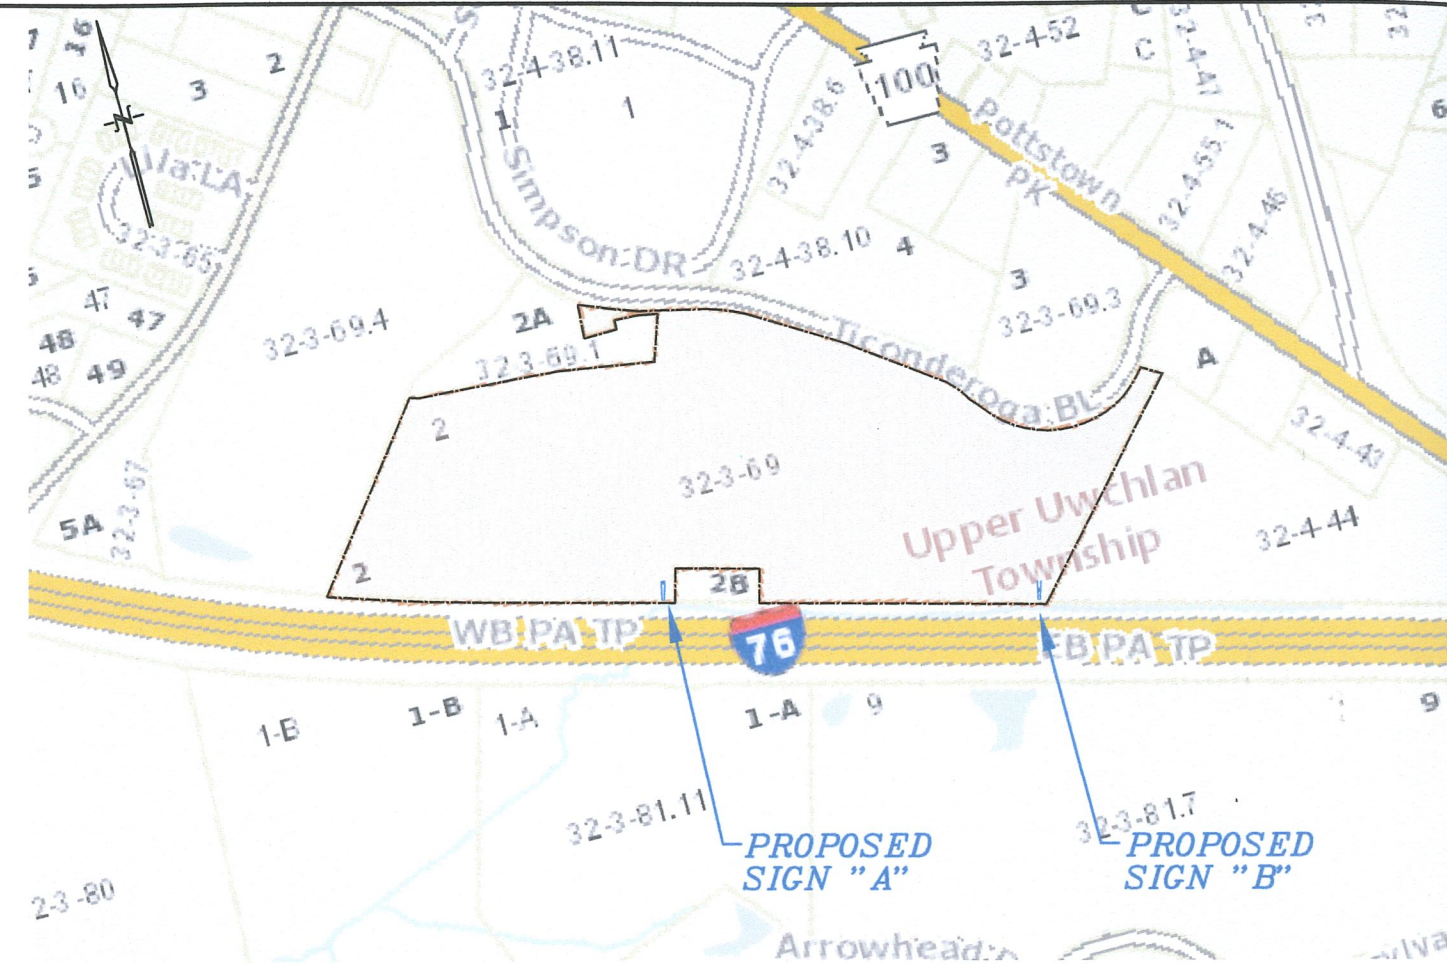 16
16
3
2
32-4-38.11
1
1
Simpson DR
32-4-38.6
100
3
32-4-52
C
32-4-47
6
Pottstown
PK
32-4-55.1
32-4-46
Lila LA
32-3-65
47
47
48
48
49
32-3-69.4
2A
32-3-69.1
32-4-38.10
4
3
32-3-69.3
Ticonderoga BL
A
32-4-43
2
32-3-69
Upper Uwchlan
Township
32-4-44
5A
32-3-67
2
2B
WB PA TP
76
EB PA TP
1-B
1-B
1-A
1-A
9
9
32-3-81.11
32-3-81.7
PROPOSED
SIGN "A"
PROPOSED
SIGN "B"
2-3-80
Arrowhead
ylva